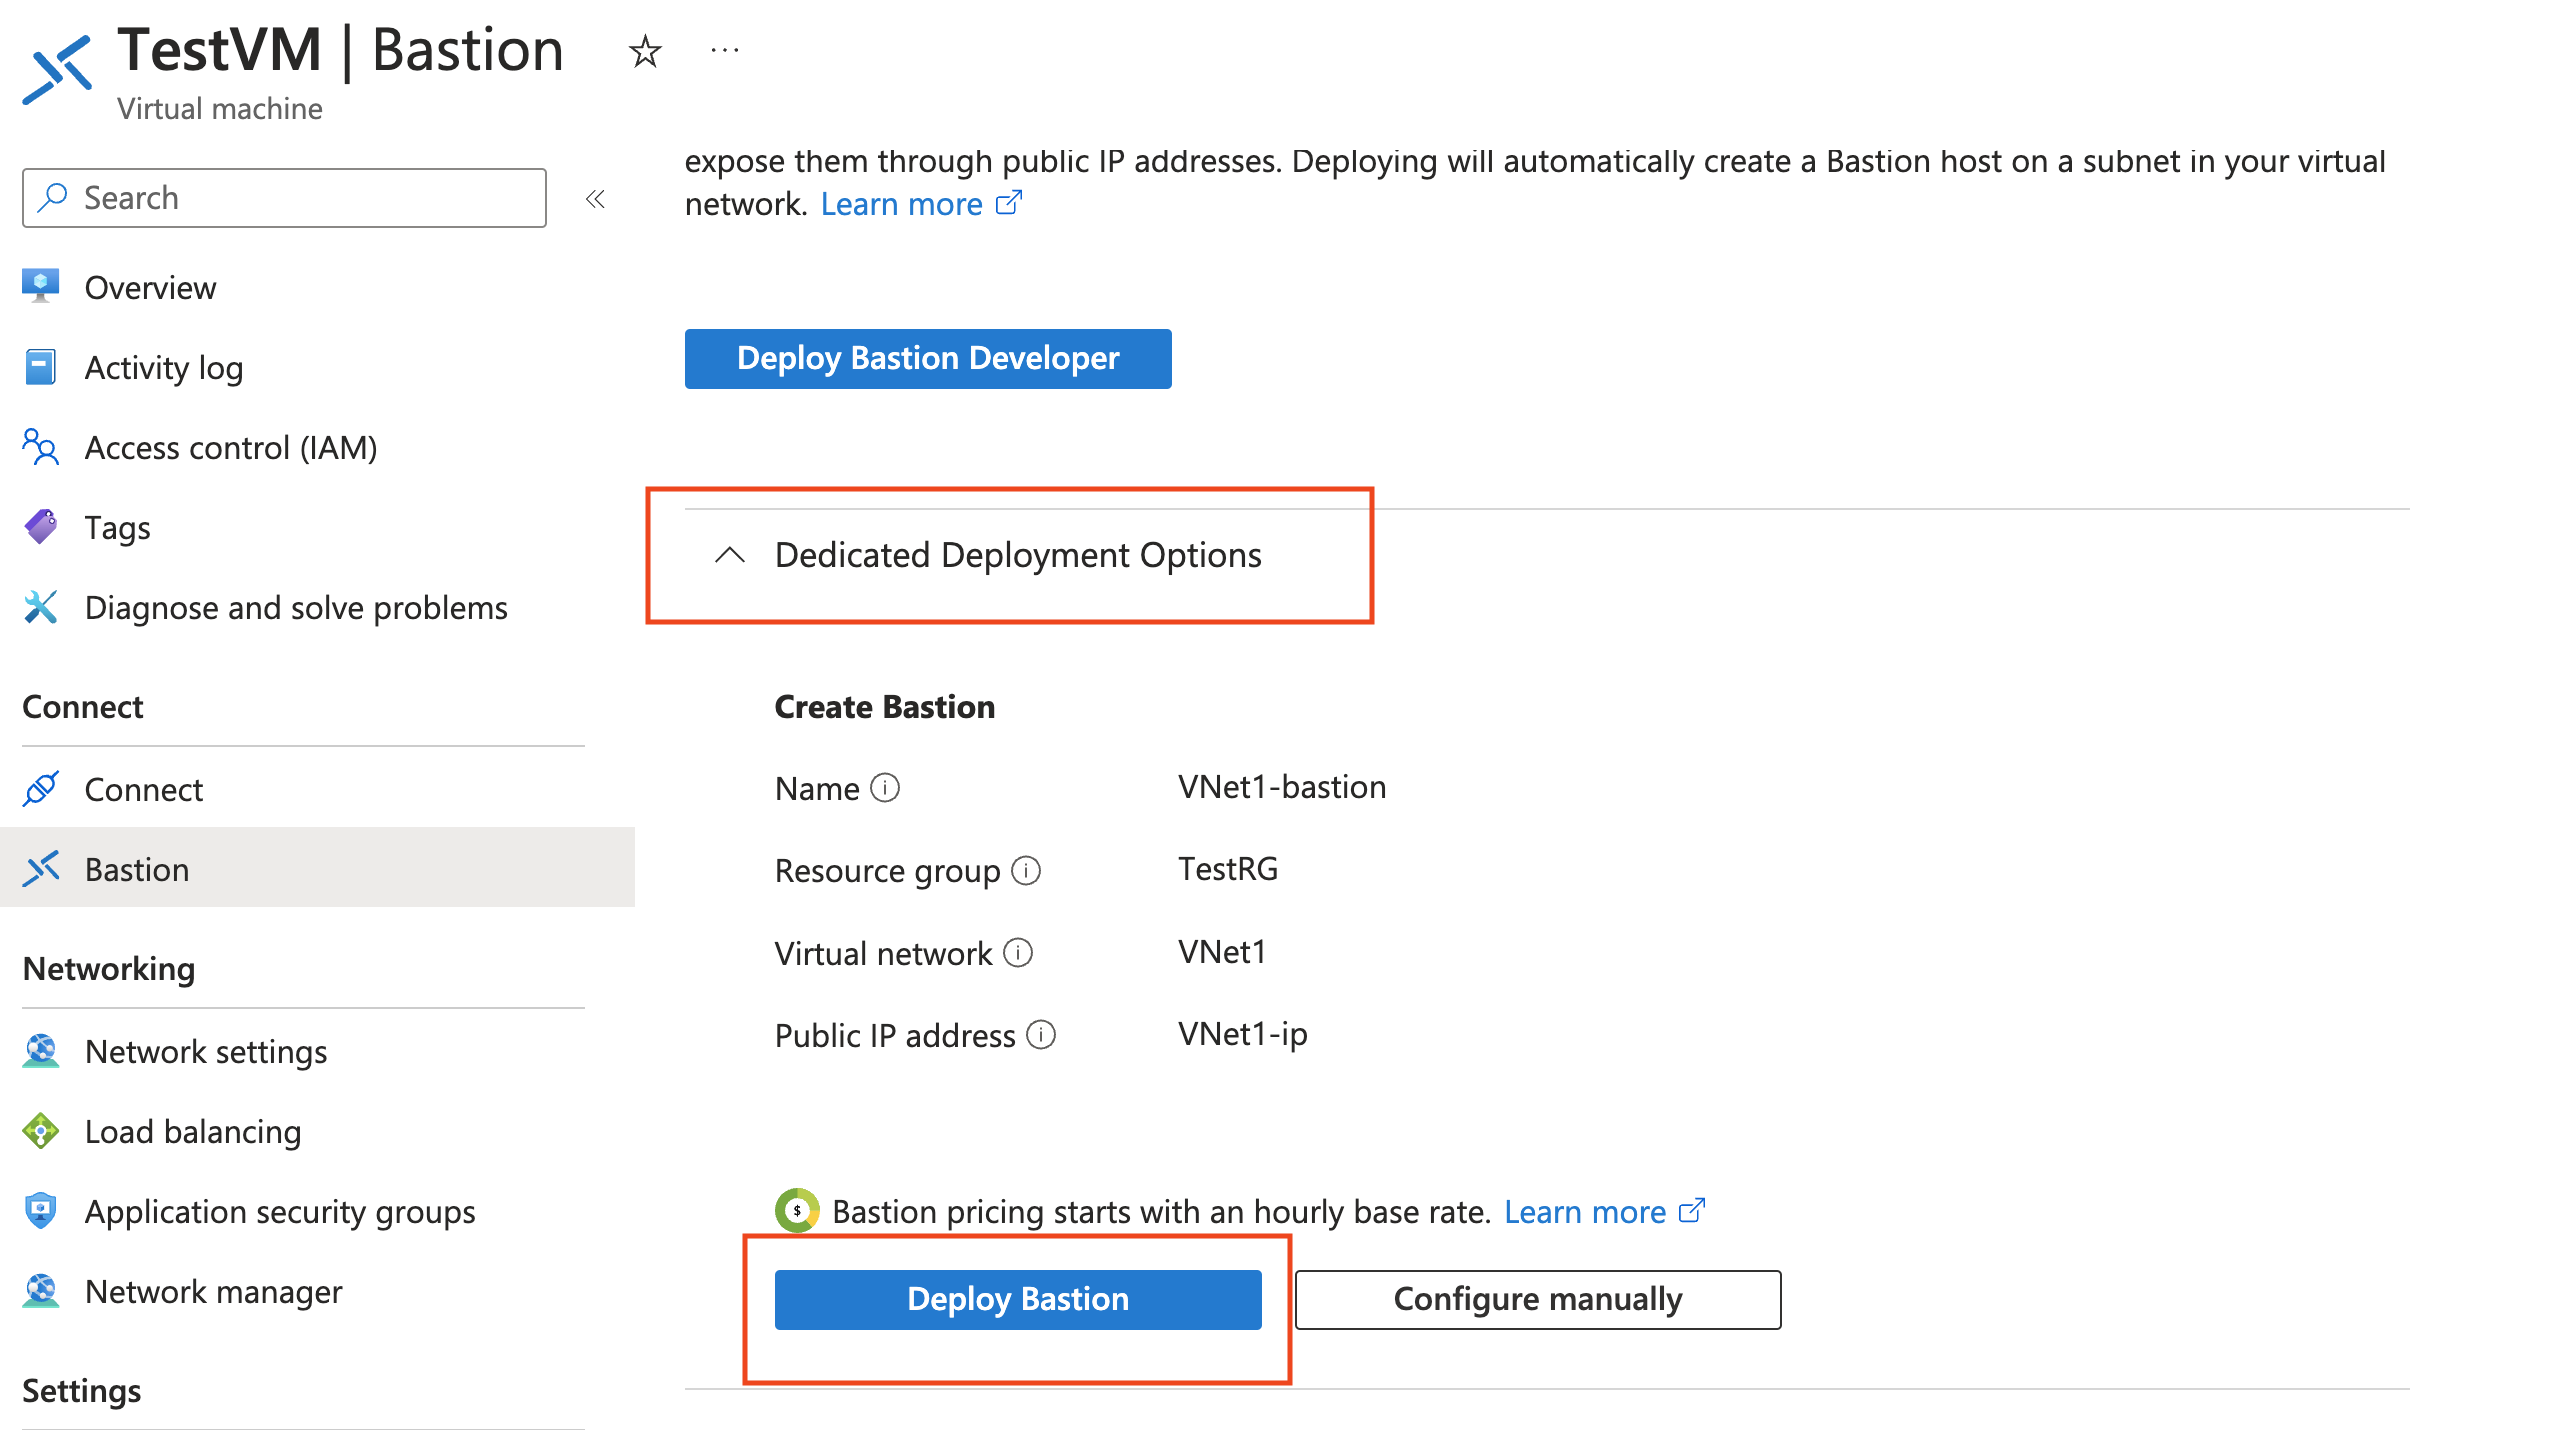 TestVM | Bastion
Virtual machine
Search
Overview
Activity log
Access control (IAM)
Tags
Diagnose and solve problems
Connect
Connect
Bastion
Networking
Network settings
Load balancing
Application security groups
Network manager
Settings
expose them through public IP addresses. Deploying will automatically create a Bastion host on a subnet in your virtual
network. Learn more
Deploy Bastion Developer
Dedicated Deployment Options
Create Bastion
Name VNet1-bastion
Resource group TestRG
Virtual network VNet1
Public IP address VNet1-ip
$ Bastion pricing starts with an hourly base rate. Learn more
Deploy Bastion Configure manually